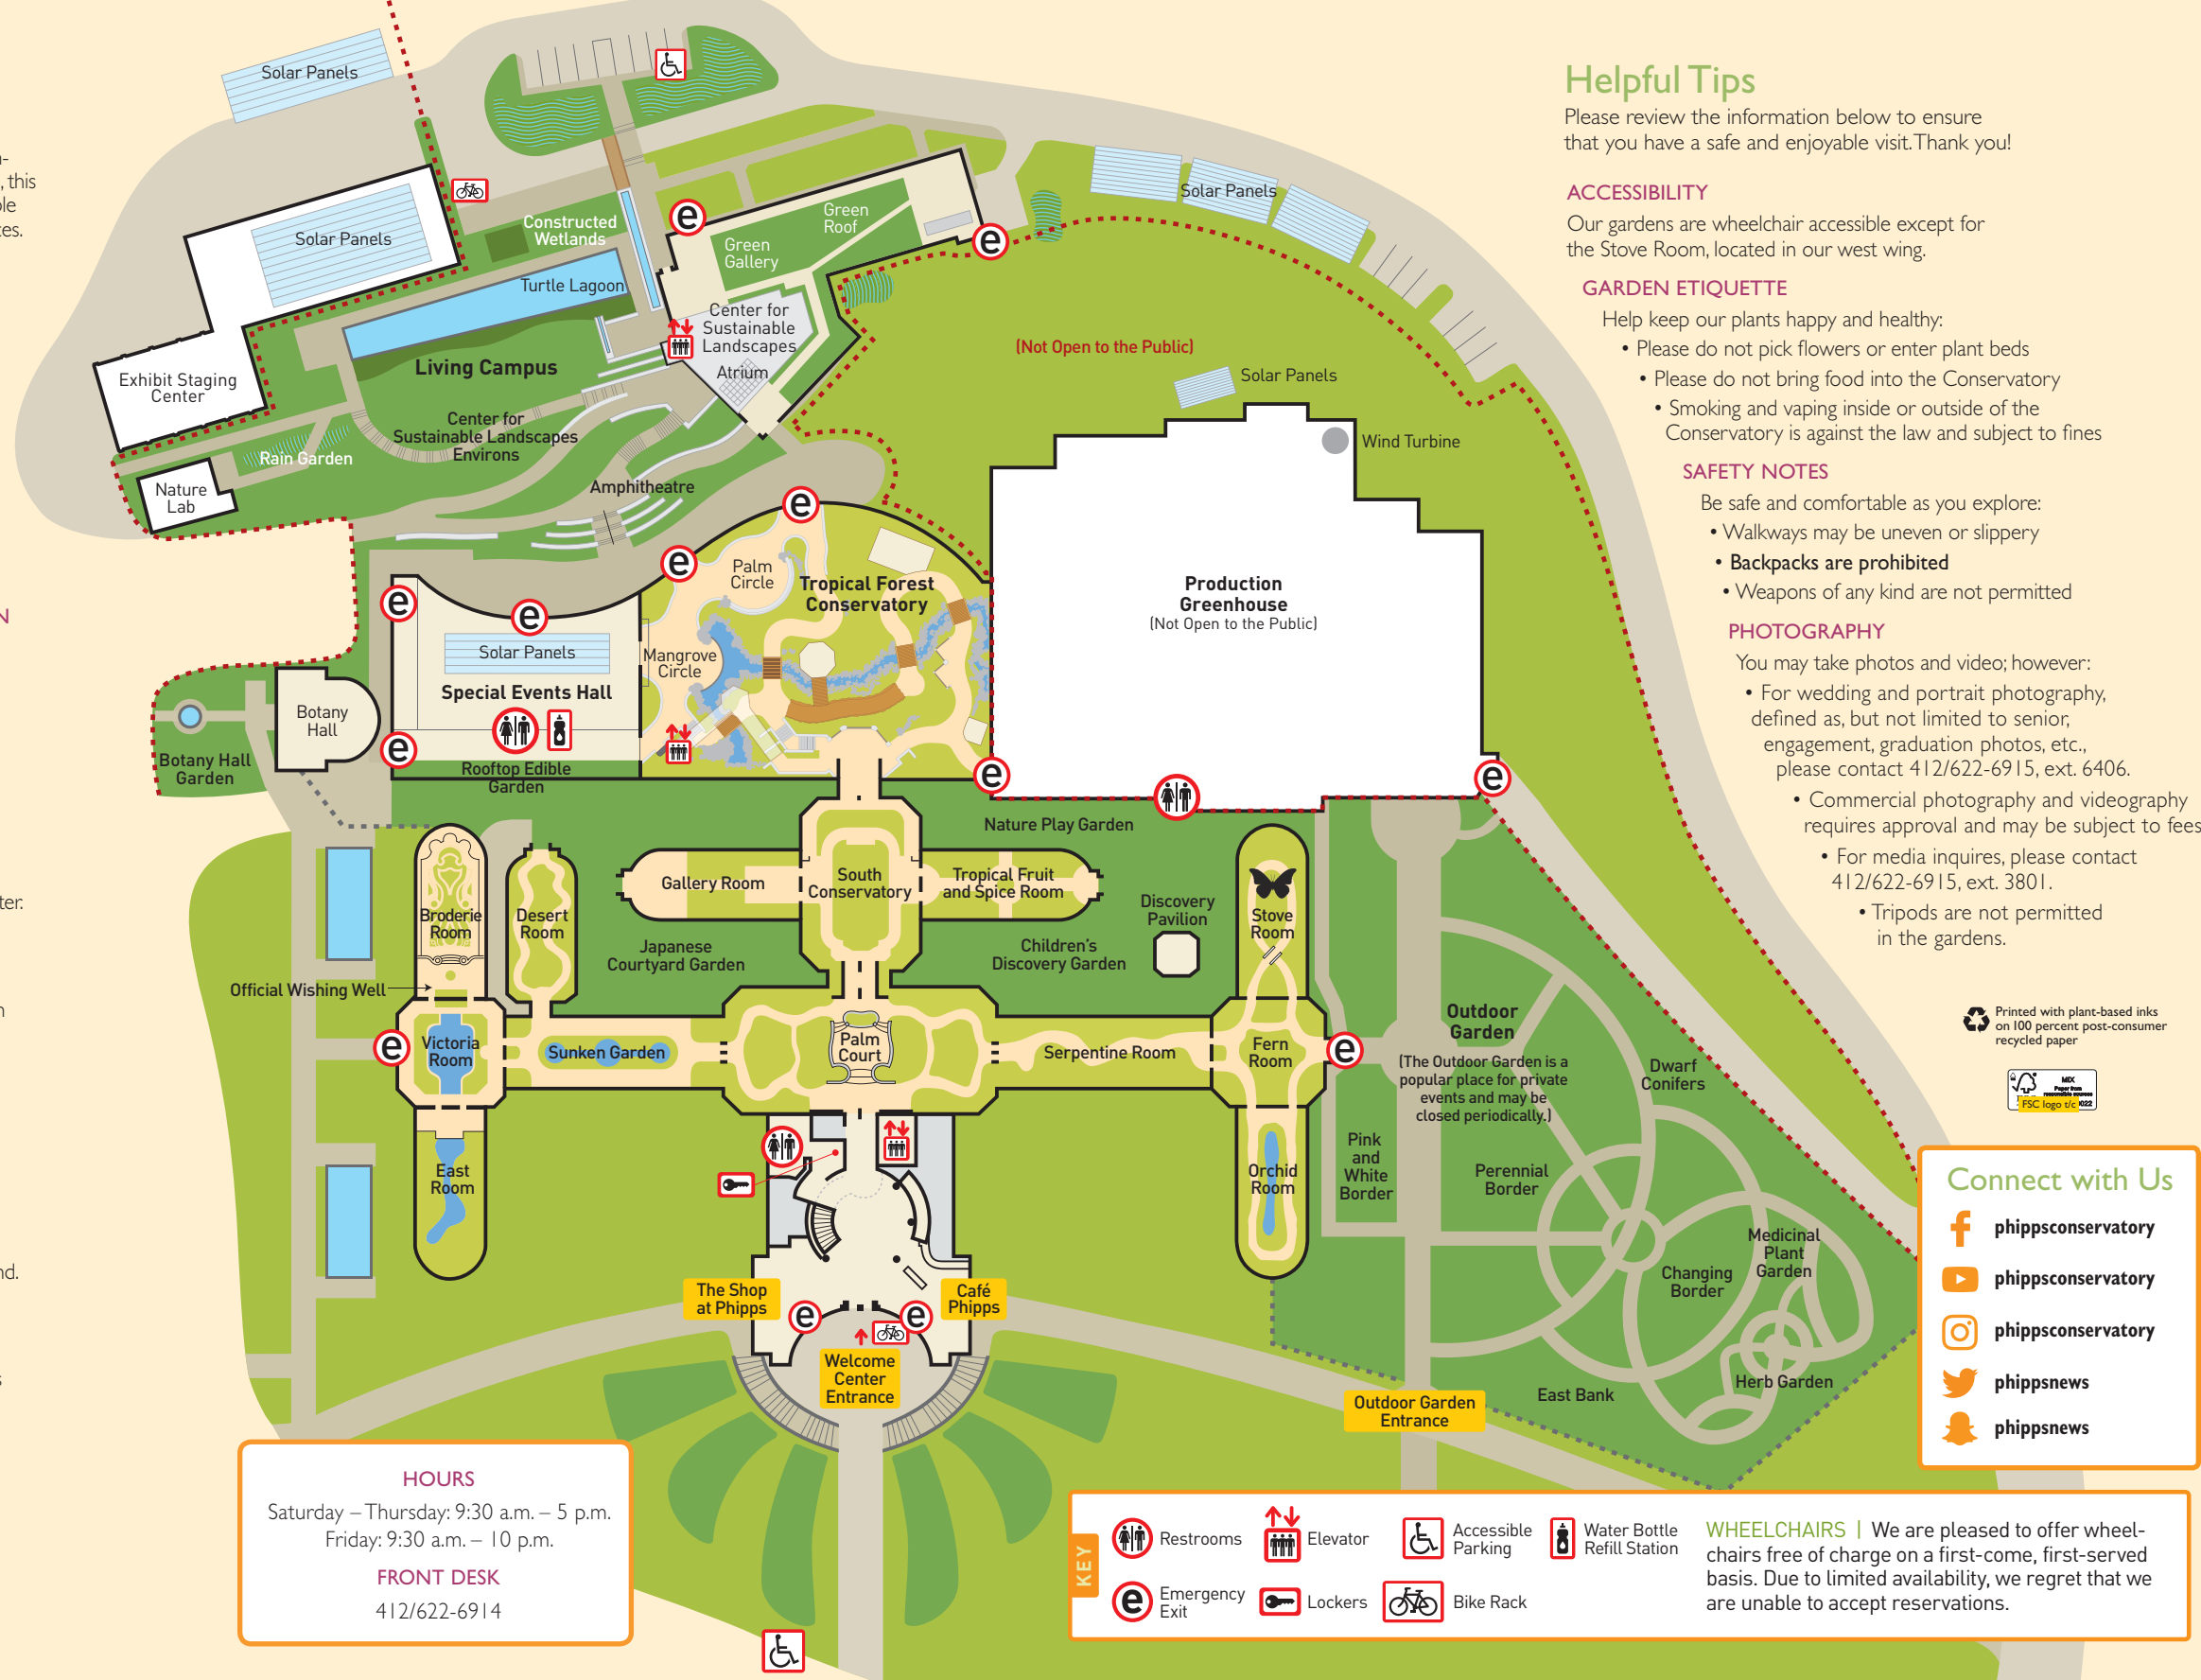 , this
ces.
N
ter.
nd.
Solar Panels
Solar Panels
Constructed
Wetlands
Green
Roof
Green
Gallery
Turtle Lagoon
Center for
Sustainable
Landscapes
Atrium
Living Campus
Exhibit Staging
Center
Center for
Sustainable Landscapes
Environs
Rain Garden
Nature
Lab
Amphitheatre
Solar Panels
(Not Open to the Public)
Solar Panels
Wind Turbine
Production
Greenhouse
(Not Open to the Public)
Palm
Circle
Tropical Forest
Conservatory
Mangrove
Circle
Solar Panels
Special Events Hall
Rooftop Edible
Garden
Botany
Hall
Botany Hall
Garden
Nature Play Garden
Gallery Room
South
Conservatory
Tropical Fruit
and Spice Room
Broderie
Room
Desert
Room
Japanese
Courtyard Garden
Children's
Discovery Garden
Discovery
Pavilion
Stove
Room
Official Wishing Well
Victoria
Room
Sunken Garden
Palm
Court
Serpentine Room
Fern
Room
East
Room
Orchid
Room
Outdoor
Garden
(The Outdoor Garden is a
popular place for private
events and may be
closed periodically.)
Dwarf
Conifers
Pink
and
White
Border
Perennial
Border
Medicinal
Plant
Garden
Changing
Border
Herb Garden
East Bank
The Shop
at Phipps
Café
Phipps
Welcome
Center
Entrance
Outdoor Garden
Entrance
e
e
e
e
e
e
e
e
e
e
e
e
e
e
Helpful Tips
Please review the information below to ensure
that you have a safe and enjoyable visit. Thank you!
ACCESSIBILITY
Our gardens are wheelchair accessible except for
the Stove Room, located in our west wing.
GARDEN ETIQUETTE
Help keep our plants happy and healthy:
• Please do not pick flowers or enter plant beds
• Please do not bring food into the Conservatory
• Smoking and vaping inside or outside of the
Conservatory is against the law and subject to fines
SAFETY NOTES
Be safe and comfortable as you explore:
• Walkways may be uneven or slippery
• Backpacks are prohibited
• Weapons of any kind are not permitted
PHOTOGRAPHY
You may take photos and video; however:
• For wedding and portrait photography,
defined as, but not limited to senior,
engagement, graduation photos, etc.,
please contact 412/622-6915, ext. 6406.
• Commercial photography and videography
requires approval and may be subject to fees
• For media inquires, please contact
412/622-6915, ext. 3801.
• Tripods are not permitted
in the gardens.
Printed with plant-based inks
on 100 percent post-consumer
recycled paper
MIX
Paper from
responsible sources
FSC logo t/c
Connect with Us
phippsconservatory
phippsconservatory
phippsconservatory
phippsnews
phippsnews
HOURS
Saturday – Thursday: 9:30 a.m. – 5 p.m.
Friday: 9:30 a.m. – 10 p.m.
FRONT DESK
412/622-6914
KEY
Restrooms
Elevator
Accessible
Parking
Water Bottle
Refill Station
e Emergency
Exit
Lockers
Bike Rack
WHEELCHAIRS | We are pleased to offer wheel-
chairs free of charge on a first-come, first-served
basis. Due to limited availability, we regret that we
are unable to accept reservations.